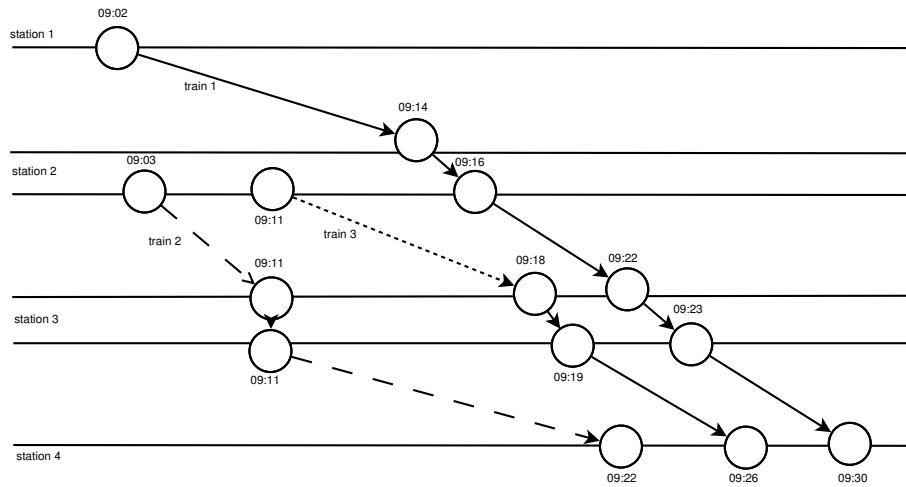 09:02
station 1
train 1
09:14
09:03
09:16
station 2
09:11
train 2
train 3
09:11
09:18
09:22
station 3
09:23
09:11
09:19
station 4
09:22
09:26
09:30